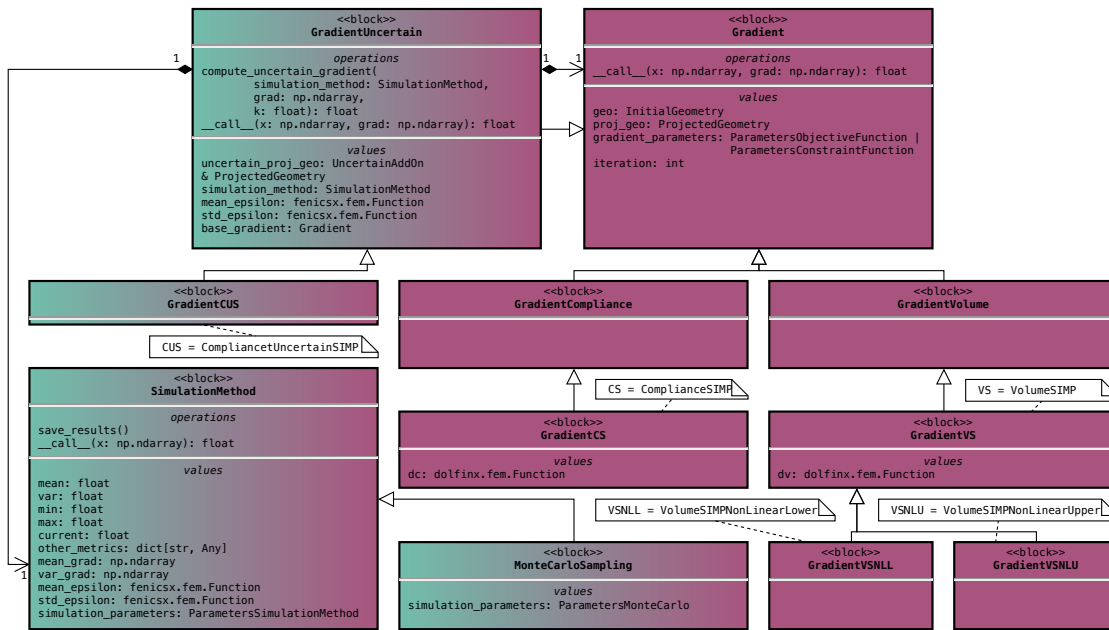 <<block>>
GradientUncertain
operations
compute_uncertain_gradient(
simulation_method: SimulationMethod,
grad: np.ndarray,
k: float): float
__call__(x: np.ndarray, grad: np.ndarray): float
values
uncertain_proj_geo: UncertainAddOn
& ProjectedGeometry
simulation_method: SimulationMethod
mean_epsilon: fenicsx.fem.Function
std_epsilon: fenicsx.fem.Function
base_gradient: Gradient
1
1
1
<<block>>
Gradient
operations
__call__(x: np.ndarray, grad: np.ndarray): float
values
geo: InitialGeometry
proj_geo: ProjectedGeometry
gradient_parameters: ParametersObjectiveFunction |
ParametersConstraintFunction
iteration: int
<<block>>
GradientCUS
CUS = CompliancetUncertainSIMP
<<block>>
GradientCompliance
<<block>>
GradientVolume
<<block>>
SimulationMethod
operations
save_results()
__call__(x: np.ndarray): float
values
mean: float
var: float
min: float
max: float
current: float
other_metrics: dict[str, Any]
mean_grad: np.ndarray
var_grad: np.ndarray
mean_epsilon: fenicsx.fem.Function
std_epsilon: fenicsx.fem.Function
simulation_parameters: ParametersSimulationMethod
1
CS = ComplianceSIMP
VS = VolumeSIMP
<<block>>
GradientCS
values
dc: dolfinx.fem.Function
<<block>>
GradientVS
values
dv: dolfinx.fem.Function
VSNLL = VolumeSIMPNonLinearLower
VSNLU = VolumeSIMPNonLinearUpper
<<block>>
MonteCarloSampling
values
simulation_parameters: ParametersMonteCarlo
<<block>>
GradientVSNLL
<<block>>
GradientVSNLU